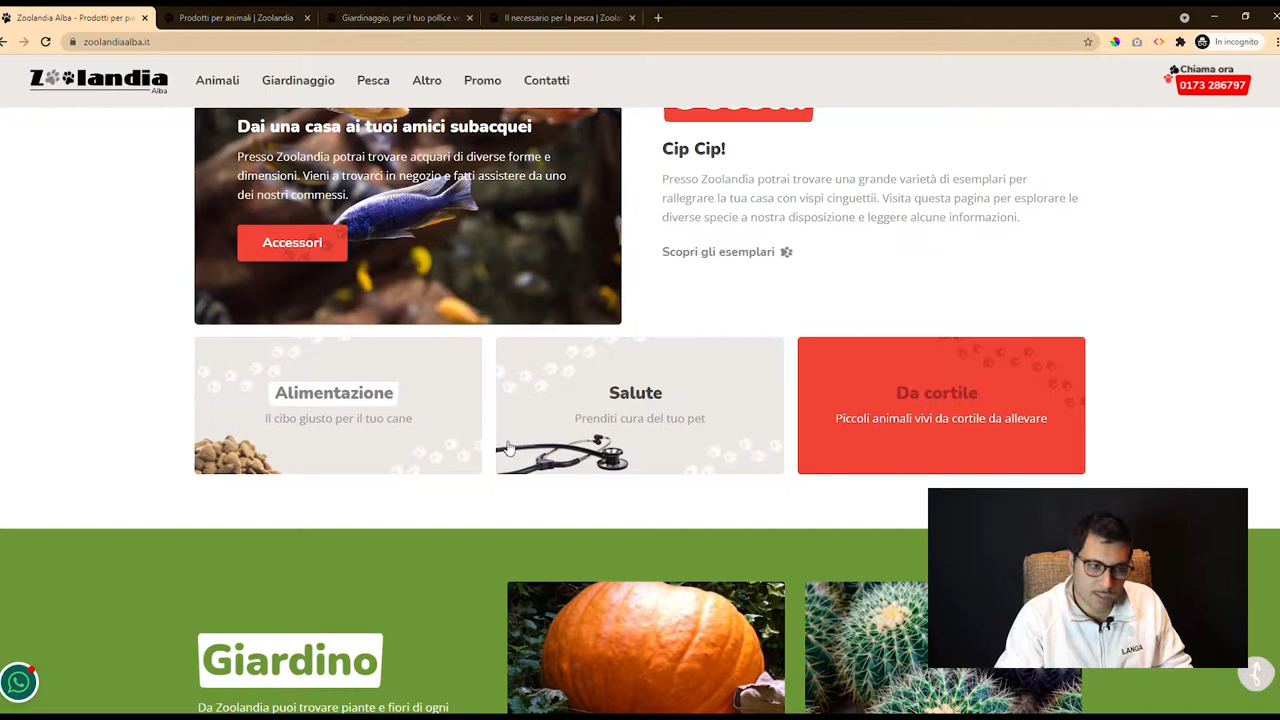 Zoolandia Alba - Prodotti per pi
Prodotti per animali | Zoolandia
Giardinaggio, per il tuo pollice v
Il necessario per la pesca | Zoola
zoolandiaalba.it
In incognito
Zoolandia
Alba
Animali
Giardinaggio
Pesca
Altro
Promo
Contatti
Chiama ora
0173 286797
Dai una casa ai tuoi amici subacquei
Presso Zoolandia potrai trovare acquari di diverse forme e
dimensioni. Vieni a trovarci in negozio e fatti assistere da uno
dei nostri commessi.
Accessori
Cip Cip!
Presso Zoolandia potrai trovare una grande varietà di esemplari per
rallegrare la tua casa con vispi cinguettii. Visita questa pagina per esplorare le
diverse specie a nostra disposizione e leggere alcune informazioni.
Scopri gli esemplari
Alimentazione
Il cibo giusto per il tuo cane
Salute
Prenditi cura del tuo pet
Da cortile
Piccoli animali vivi da cortile da allevare
LANGA
Giardino
Da Zoolandia puoi trovare piante e fiori di ogni